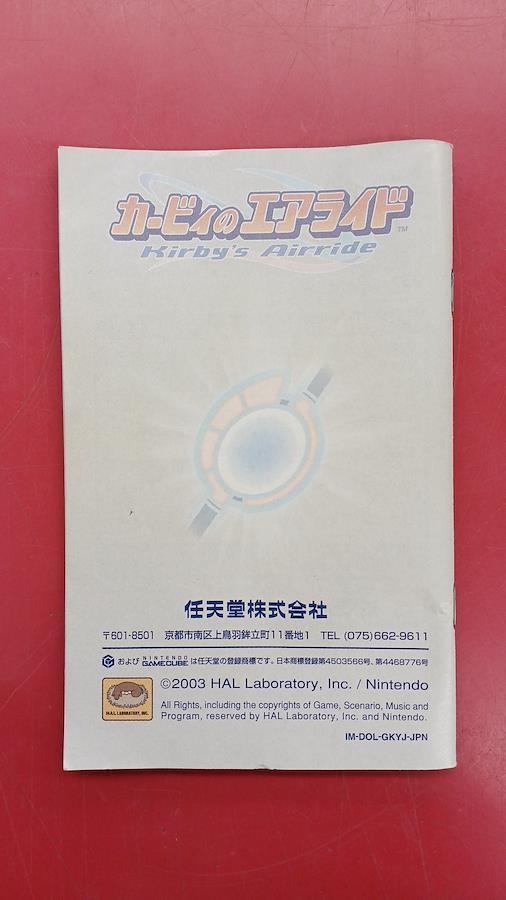 カービィのエアライド™
Kirby's Airride
任天堂株式会社
〒601-8501 京都市南区上鳥羽鉾立町11番地1 TEL (075)662-9611
および NINTENDO GAMECUBE は任天堂の登録商標です。日本商標登録第4503566号、第4468776号
©2003 HAL Laboratory, Inc. / Nintendo
HAL LABORATORY, INC.
All Rights, including the copyrights of Game, Scenario, Music and
Program, reserved by HAL Laboratory, Inc. and Nintendo.
IM-DOL-GKYJ-JPN